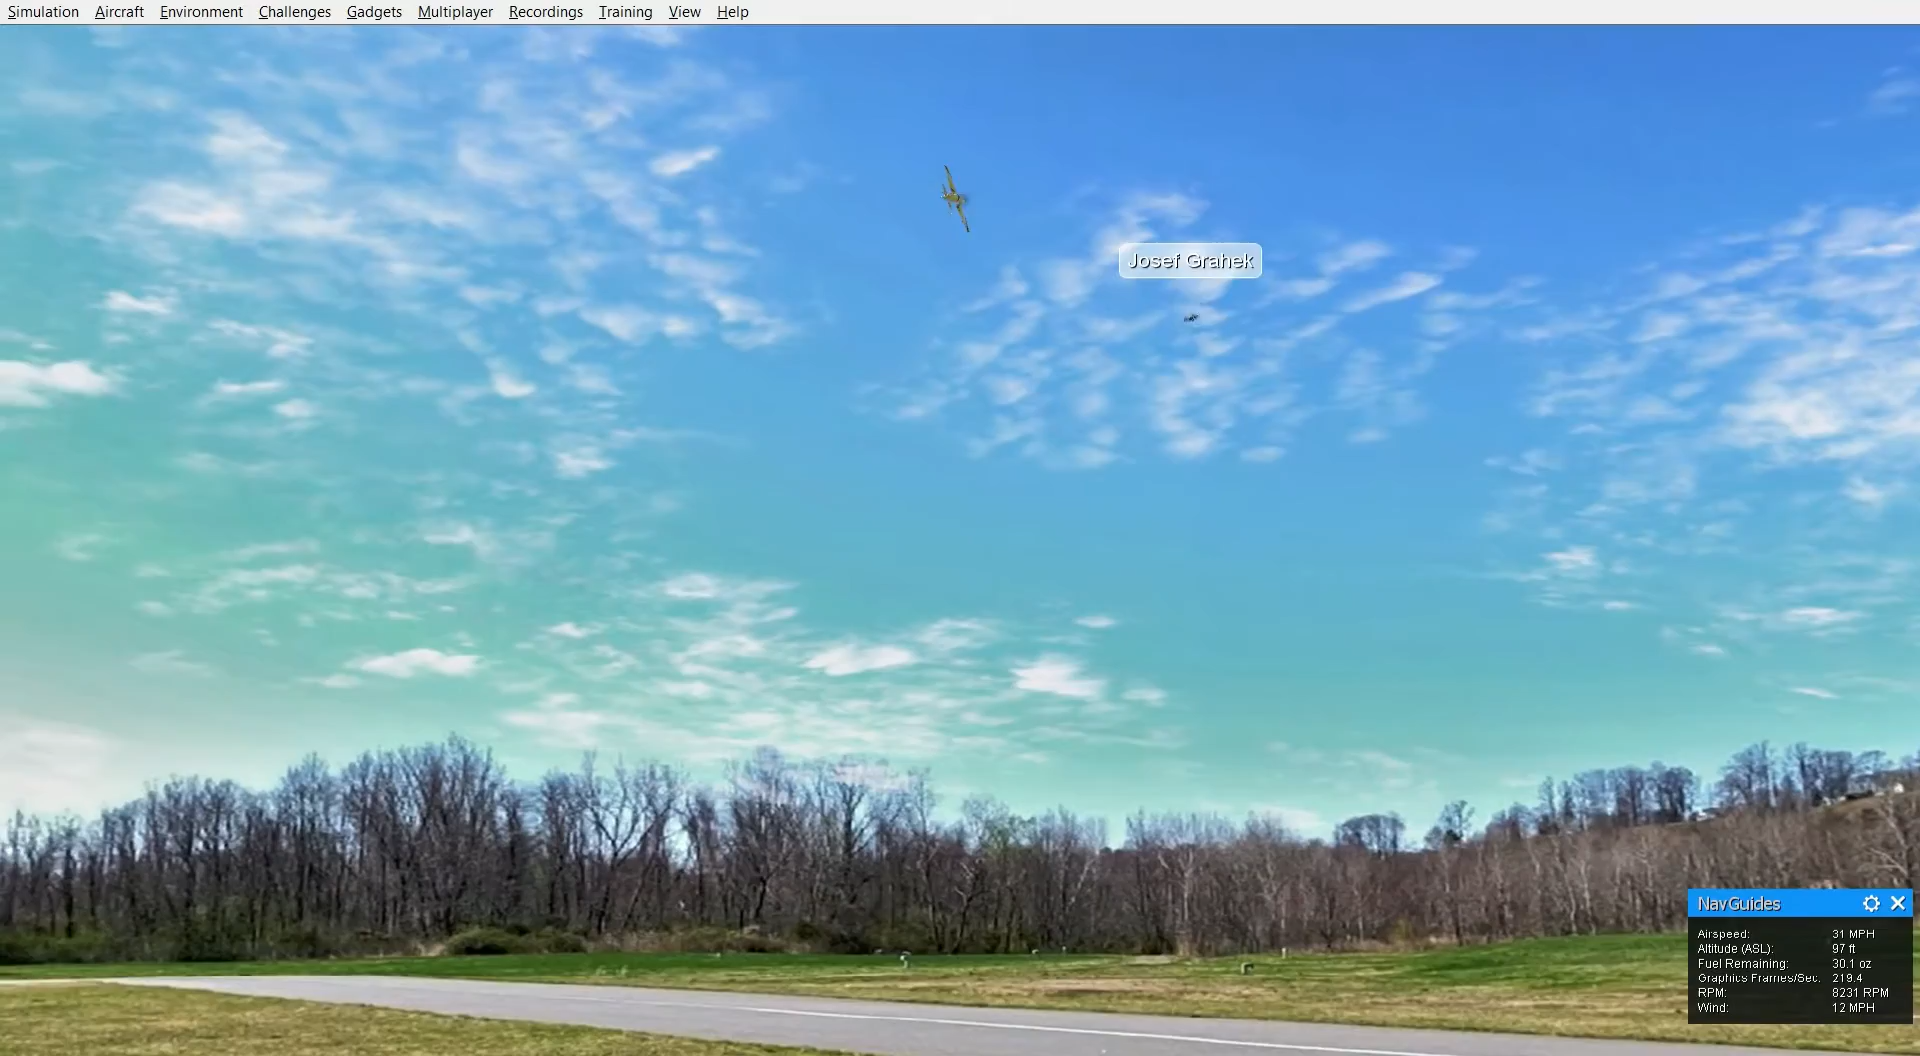 Simulation Aircraft Environment Challenges Gadgets Multiplayer Recordings Training View Help
Josef Grahek
NavGuides
Airspeed: 31 MPH
Altitude (ASL): 97 ft
Fuel Remaining: 30.1 oz
Graphics Frames/Sec: 219.4
RPM: 8231 RPM
Wind: 12 MPH